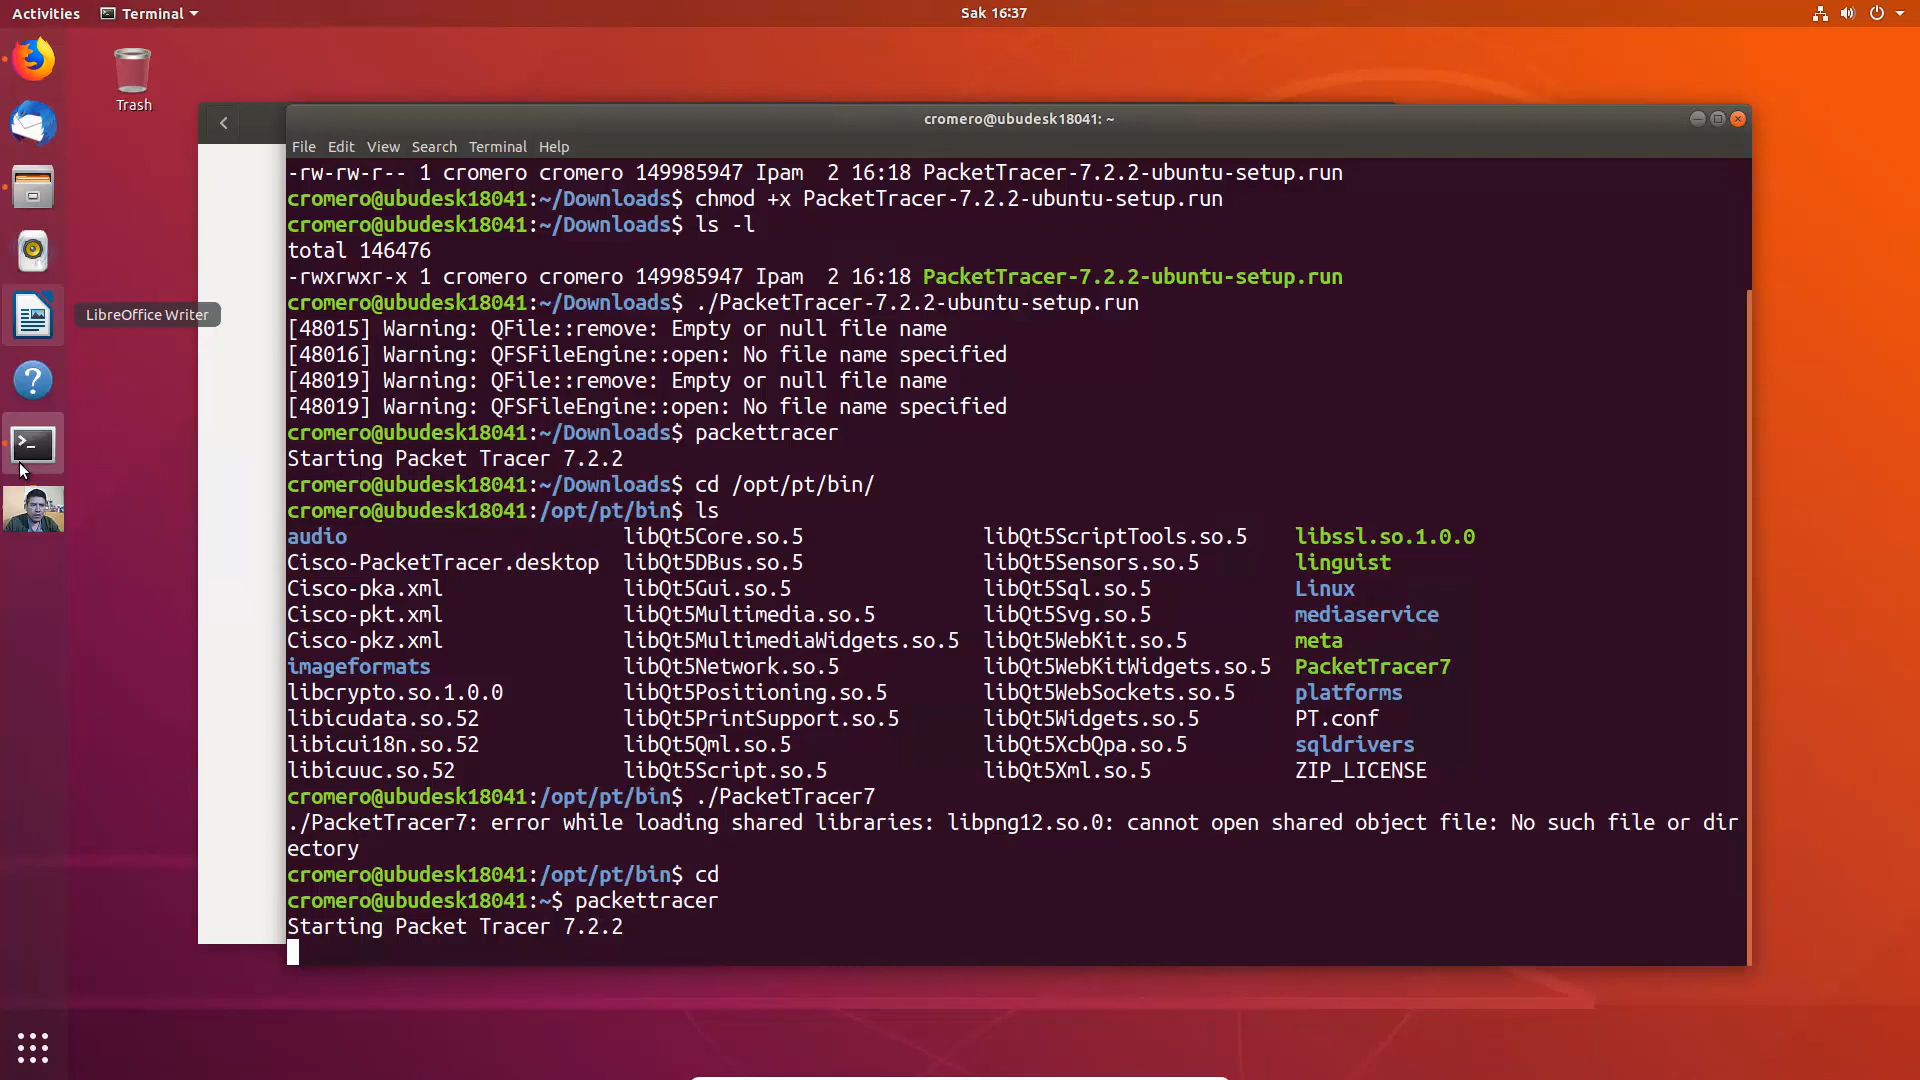 Activities
Terminal
Sak 16:37
Trash
cromero@ubudesk18041: ~
File Edit View Search Terminal Help
-rw-rw-r-- 1 cromero cromero 149985947 Ipam  2 16:18 PacketTracer-7.2.2-ubuntu-setup.run
cromero@ubudesk18041:~/Downloads$ chmod +x PacketTracer-7.2.2-ubuntu-setup.run
cromero@ubudesk18041:~/Downloads$ ls -l
total 146476
-rwxrwxr-x 1 cromero cromero 149985947 Ipam  2 16:18 PacketTracer-7.2.2-ubuntu-setup.run
cromero@ubudesk18041:~/Downloads$ ./PacketTracer-7.2.2-ubuntu-setup.run
LibreOffice Writer
[48015] Warning: QFile::remove: Empty or null file name
[48016] Warning: QFSFileEngine::open: No file name specified
[48019] Warning: QFile::remove: Empty or null file name
[48019] Warning: QFSFileEngine::open: No file name specified
cromero@ubudesk18041:~/Downloads$ packettracer
Starting Packet Tracer 7.2.2
cromero@ubudesk18041:~/Downloads$ cd /opt/pt/bin/
cromero@ubudesk18041:/opt/pt/bin$ ls
audio libQt5Core.so.5 libQt5ScriptTools.so.5 libssl.so.1.0.0
Cisco-PacketTracer.desktop libQt5DBus.so.5 libQt5Sensors.so.5 linguist
Cisco-pka.xml libQt5Gui.so.5 libQt5Sql.so.5 Linux
Cisco-pkt.xml libQt5Multimedia.so.5 libQt5Svg.so.5 mediaservice
Cisco-pkz.xml libQt5MultimediaWidgets.so.5 libQt5WebKit.so.5 meta
imageformats libQt5Network.so.5 libQt5WebKitWidgets.so.5 PacketTracer7
libcrypto.so.1.0.0 libQt5Positioning.so.5 libQt5WebSockets.so.5 platforms
libicudata.so.52 libQt5PrintSupport.so.5 libQt5Widgets.so.5 PT.conf
libicui18n.so.52 libQt5Qml.so.5 libQt5XcbQpa.so.5 sqldrivers
libicuuc.so.52 libQt5Script.so.5 libQt5Xml.so.5 ZIP_LICENSE
cromero@ubudesk18041:/opt/pt/bin$ ./PacketTracer7
./PacketTracer7: error while loading shared libraries: libpng12.so.0: cannot open shared object file: No such file or dir
ectory
cromero@ubudesk18041:/opt/pt/bin$ cd
cromero@ubudesk18041:~$ packettracer
Starting Packet Tracer 7.2.2